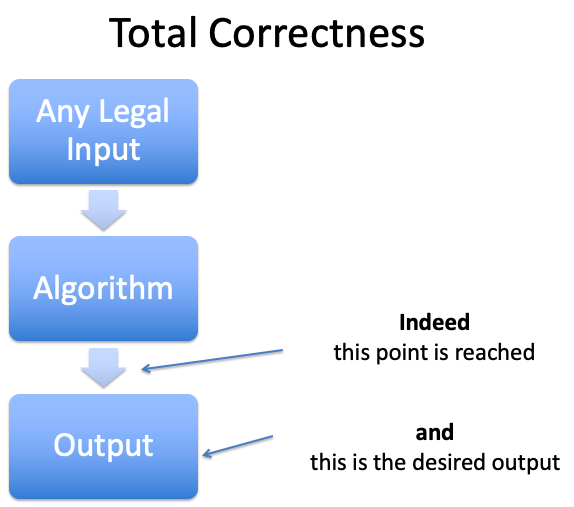 Total Correctness
Any Legal
Input
Algorithm
Indeed
this point is reached
Output
and
this is the desired output